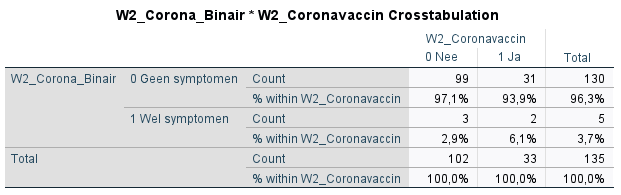 W2_Corona_Binair * W2_Coronavaccin Crosstabulation
W2_Coronavaccin
0 Nee 1 Ja Total
W2_Corona_Binair 0 Geen symptomen Count 99 31 130
% within W2_Coronavaccin 97,1% 93,9% 96,3%
1 Wel symptomen Count 3 2 5
% within W2_Coronavaccin 2,9% 6,1% 3,7%
Total Count 102 33 135
% within W2_Coronavaccin 100,0% 100,0% 100,0%